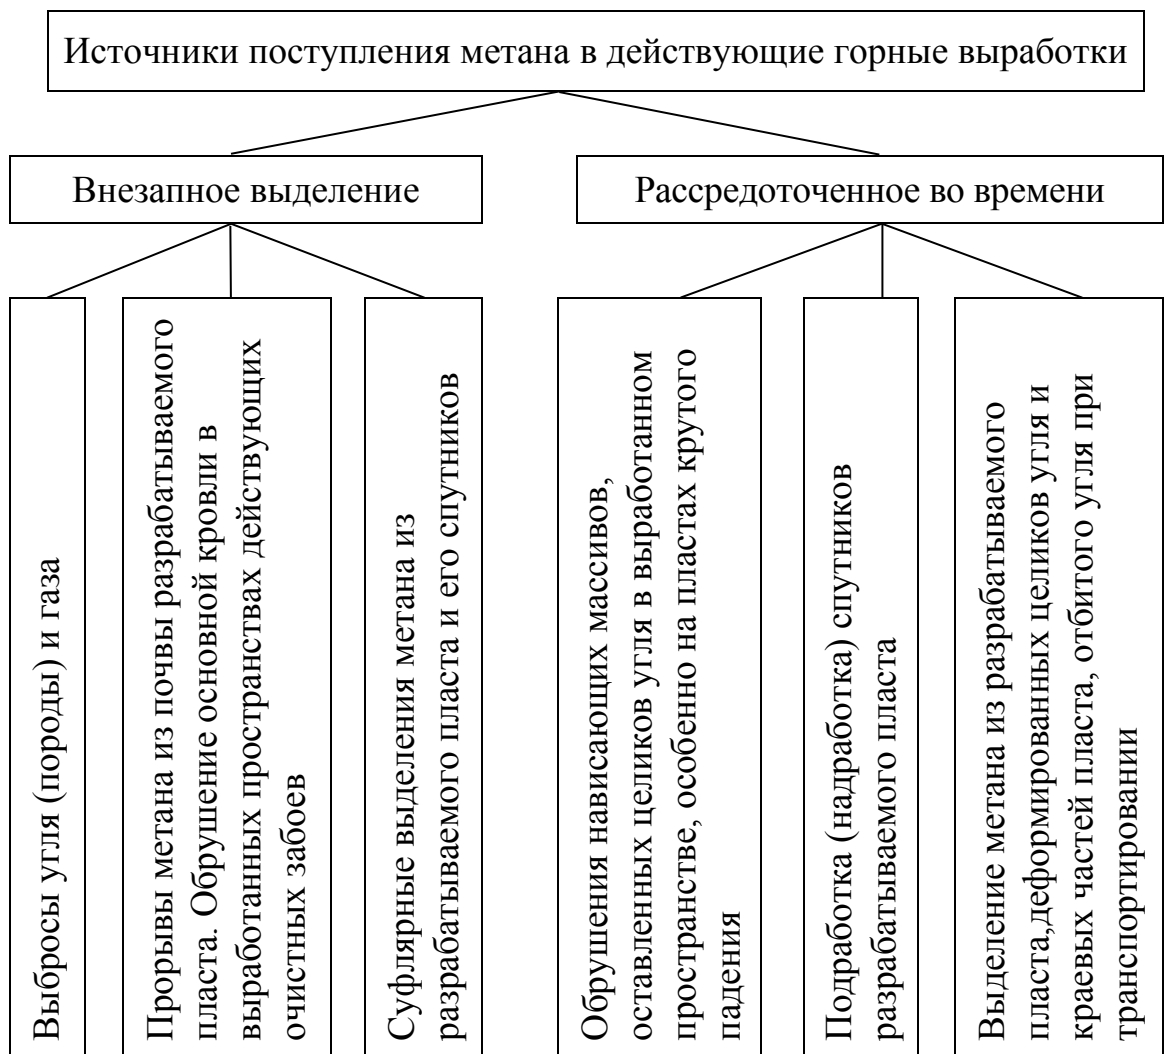 Источники поступления метана в действующие горные выработки
Внезапное выделение
Рассредоточенное во времени
Выбросы угля (породы) и газа
Прорывы метана из почвы разрабатываемого
пласта. Обрушение основной кровли в
выработанных пространствах действующих
очистных забоев
Суфлярные выделения метана из
разрабатываемого пласта и его спутников
Обрушения нависающих массивов,
оставленных целиков угля в выработанном
пространстве, особенно на пластах крутого
падения
Подработка (надработка) спутников
разрабатываемого пласта
Выделение метана из разрабатываемого
пласта,деформированных целиков угля и
краевых частей пласта, отбитого угля при
транспортировании